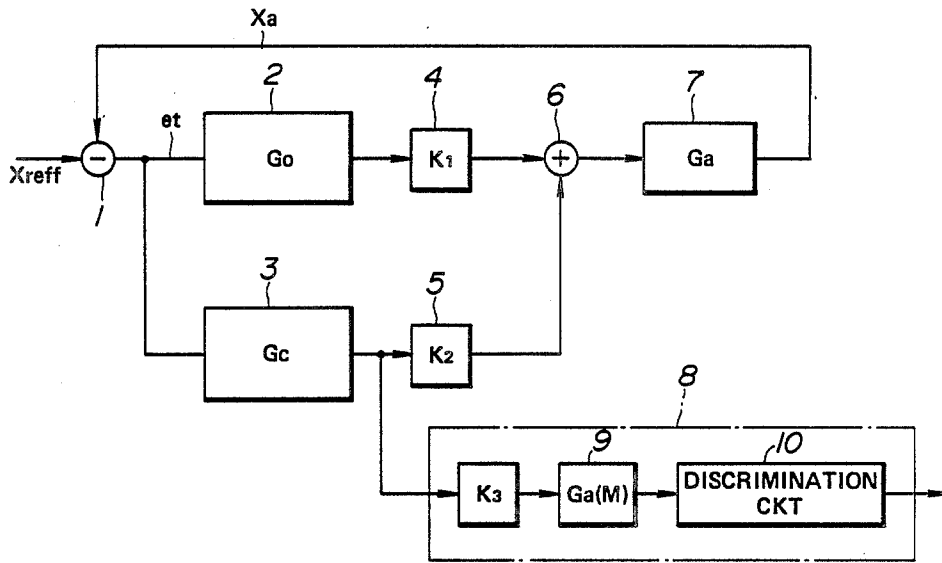 Xa
2
4
6
7
et
Go
K1
+
Ga
Xreff
−
1
3
5
Gc
K2
8
9
10
K3
Ga(M)
DISCRIMINATION
CKT